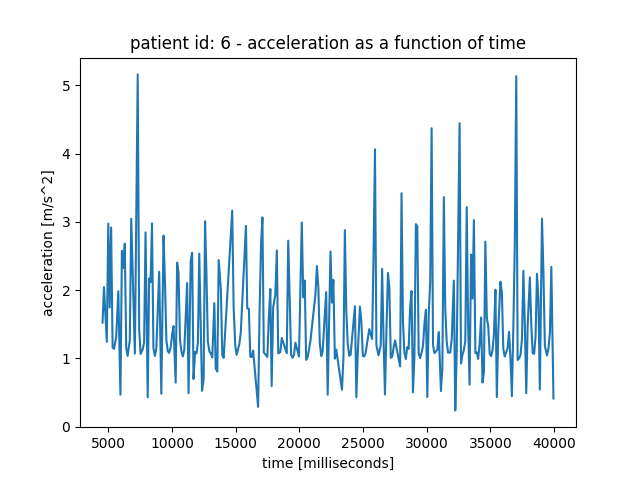 patient id: 6 - acceleration as a function of time
acceleration [m/s^2]
5
4
3
2
1
0
5000 10000 15000 20000 25000 30000 35000 40000
time [milliseconds]